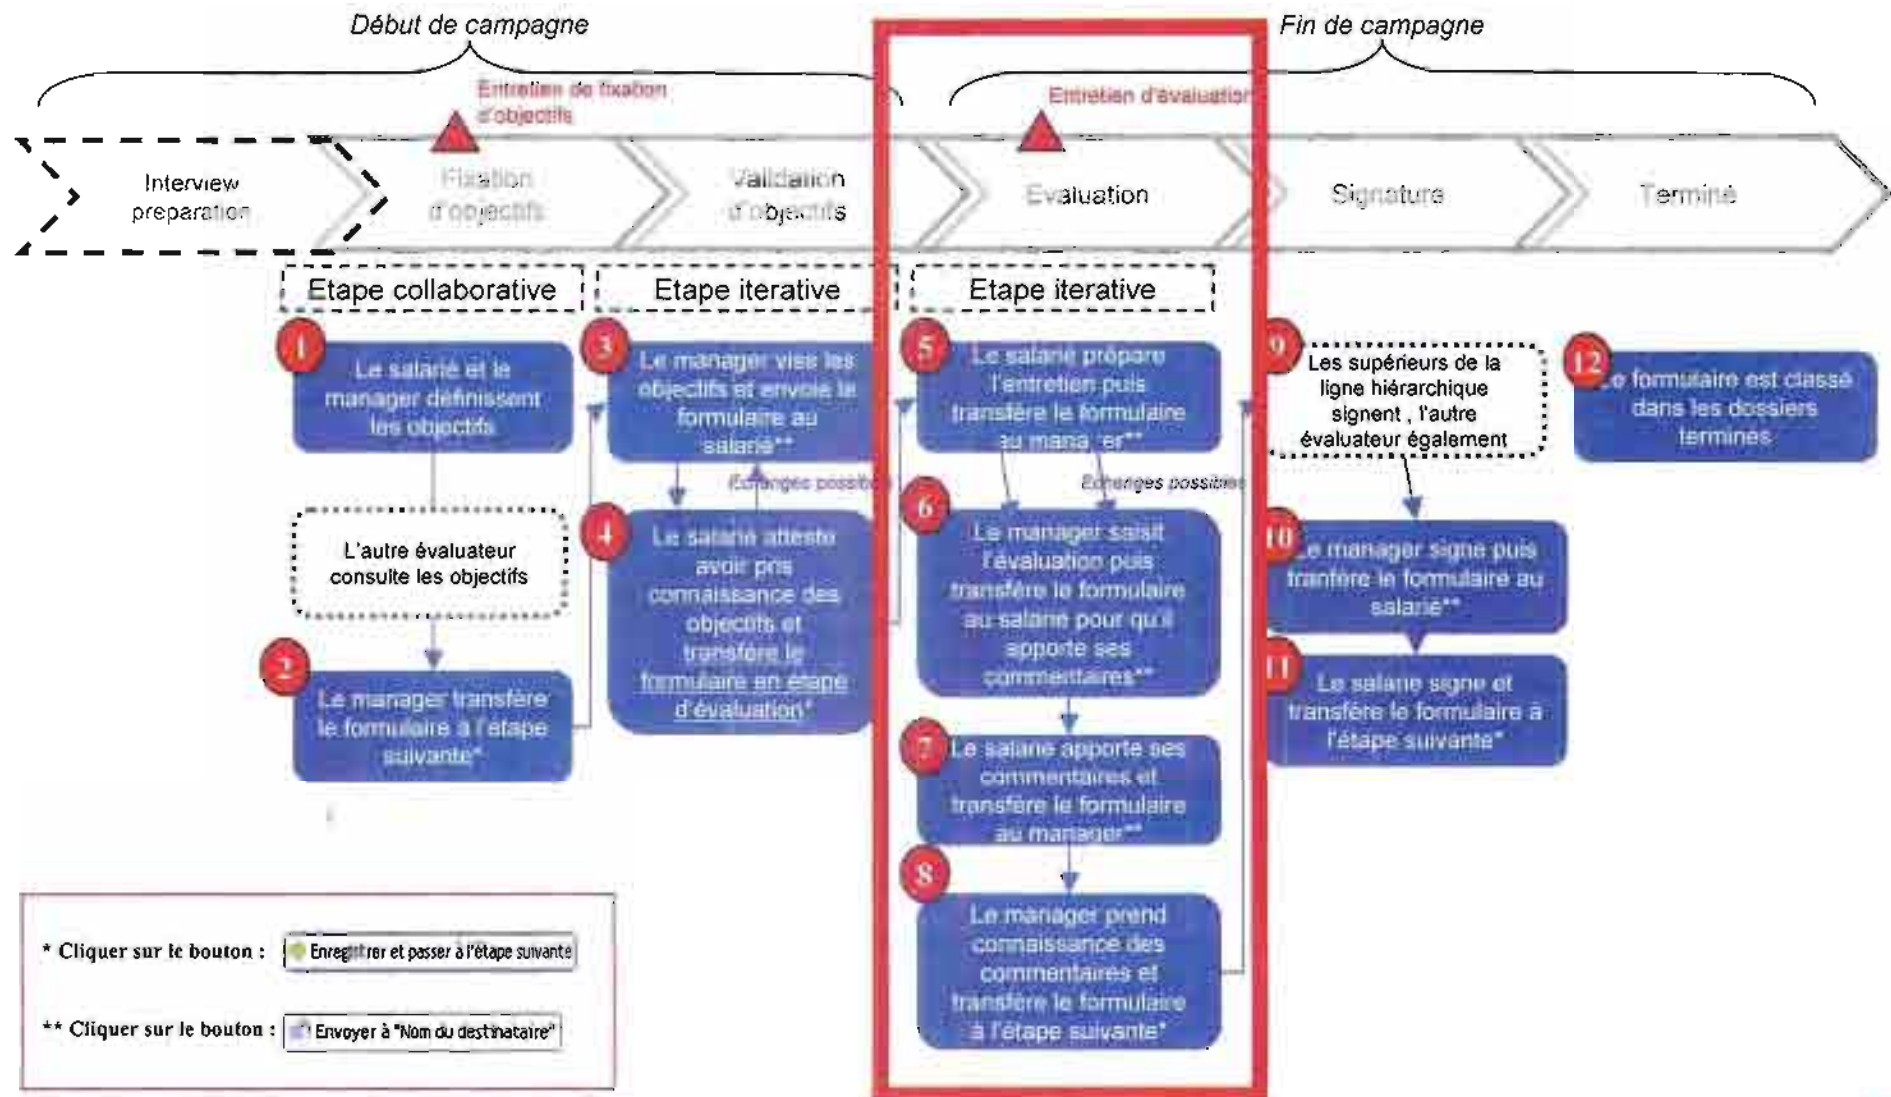 Début de campagne
Fin de campagne
Entretien de fixation
d'objectifs
Entretien d'évaluation
Interview
preparation
Fixation
d'objectifs
Validation
d'objectifs
Evaluation
Signature
Terminé
Etape collaborative
Etape iterative
Etape iterative
1
Le salarié et le
manager définissent
les objectifs
L'autre évaluateur
consulte les objectifs
2
Le manager transfère
le formulaire à l'étape
suivante*
3
Le manager vise les
objectifs et envoie le
formulaire au
salarié**
Echanges possibl
4
Le salarié atteste
avoir pris
connaissance des
objectifs et
transfère le
formulaire en étape
d'évaluation*
5
Le salarié prépare
l'entretien puis
transfère le formulaire
au mana er**
Echanges possibles
6
Le manager saisit
l'évaluation puis
transfère le formulaire
au salarié pour qu'il
apporte ses
commentaires**
7
Le salarié apporte ses
commentaires et
transfère le formulaire
au manager**
8
Le manager prend
connaissance des
commentaires et
transfère le formulaire
à l'étape suivante*
9
Les supérieurs de la
ligne hiérarchique
signent , l'autre
évaluateur également
10
Le manager signe puis
tranfère le formulaire au
salarié**
11
Le salarié signe et
transfère le formulaire à
l'étape suivante*
12
Le formulaire est classé
dans les dossiers
terminés
* Cliquer sur le bouton : Enregistrer et passer à l'étape suivante
** Cliquer sur le bouton : Envoyer à "Nom du destinataire"